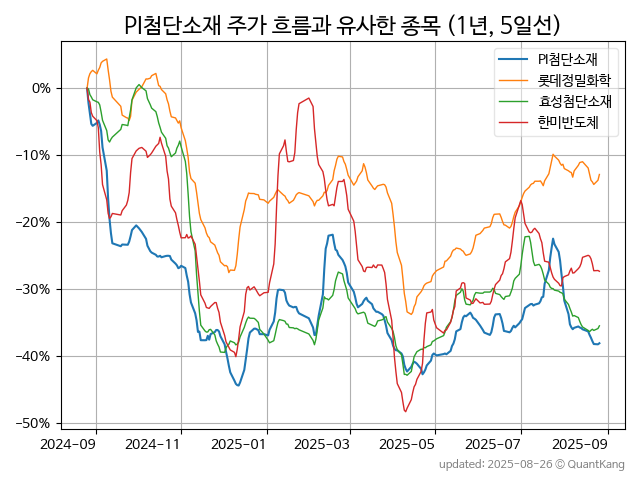 PI첨단소재 주가 흐름과 유사한 종목 (1년, 5일선)
PI첨단소재
롯데정밀화학
효성첨단소재
한미반도체
0%
−10%
−20%
−30%
−40%
−50%
2024−09
2024−11
2025−01
2025−03
2025−05
2025−07
2025−09
updated: 2025-08-26 © QuantKang